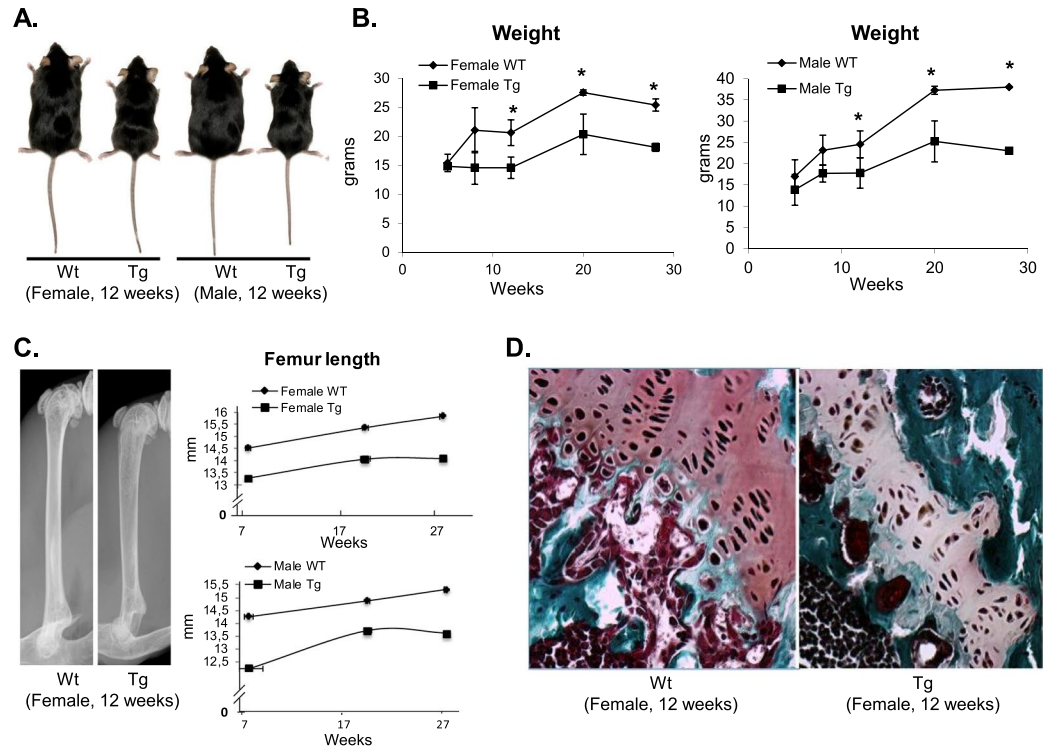 A.
Wt Tg Wt Tg
(Female, 12 weeks) (Male, 12 weeks)
B.
Weight
Female WT
Female Tg
* * *
30
25
20
15
10
5
0
grams
0 10 20 30
Weeks
Weight
Male WT
Male Tg
* * *
40
35
30
25
20
15
10
5
0
grams
0 10 20 30
Weeks
C.
Wt Tg
(Female, 12 weeks)
Femur length
Female WT
Female Tg
16
15,5
15
14,5
14
13,5
13
0
mm
7 17 27
Weeks
Male WT
Male Tg
15,5
14,5
13,5
12,5
0
mm
7 17 27
Weeks
D.
Wt Tg
(Female, 12 weeks) (Female, 12 weeks)